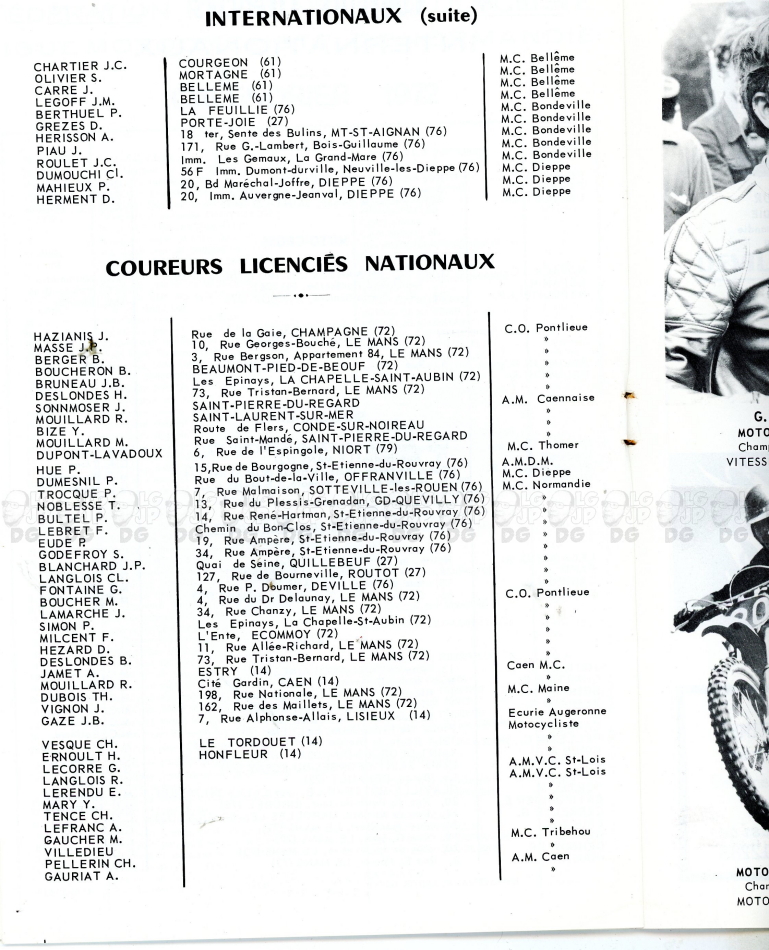 INTERNATIONAUX (suite)
CHARTIER J.C. COURGEON (61) M.C. Bellême
OLIVIER S. MORTAGNE (61) M.C. Bellême
CARRE J. BELLEME (61) M.C. Bellême
LEGOFF J.M. BELLEME (61) M.C. Bellême
BERTHUEL P. LA FEUILLIE (76) M.C. Bondeville
GREZES D. PORTE-JOIE (27) M.C. Bondeville
HERISSON A. 18 ter, Sente des Bulins, MT-ST-AIGNAN (76) M.C. Bondeville
PIAU J. 171, Rue G.-Lambert, Bois-Guillaume (76) M.C. Bondeville
ROULET J.C. Imm. Les Gemaux, La Grand-Mare (76) M.C. Bondeville
DUMOUCHI Cl. 56 F Imm. Dumont-durville, Neuville-les-Dieppe (76) M.C. Dieppe
MAHIEUX P. 20, Bd Maréchal-Joffre, DIEPPE (76) M.C. Dieppe
HERMENT D. 20, Imm. Auvergne-Jeanval, DIEPPE (76) M.C. Dieppe
COUREURS LICENCIÉS NATIONAUX
HAZIANIS J. Rue de la Gaie, CHAMPAGNE (72) C.O. Pontlieue
MASSE J.P. 10, Rue Georges-Bouché, LE MANS (72) »
BERGER B. 3, Rue Bergson, Appartement 84, LE MANS (72) »
BOUCHERON B. BEAUMONT-PIED-DE-BEOUF (72) »
BRUNEAU J.B. Les Epinays, LA CHAPELLE-SAINT-AUBIN (72) »
DESLONDES H. 73, Rue Tristan-Bernard, LE MANS (72) »
SONNMOSER J. SAINT-PIERRE-DU-REGARD A.M. Caennaise
MOUILLARD R. SAINT-LAURENT-SUR-MER »
BIZE Y. Route de Flers, CONDE-SUR-NOIREAU »
MOUILLARD M. Rue Saint-Mandé, SAINT-PIERRE-DU-REGARD »
DUPONT-LAVADOUX 6, Rue de l'Espingole, NIORT (79) M.C. Thomer
HUE P. 15, Rue de Bourgogne, St-Etienne-du-Rouvray (76) A.M.D.M.
DUMESNIL P. Rue du Bout-de-la-Ville, OFFRANVILLE (76) M.C. Dieppe
TROCQUE P. 7, Rue Malmaison, SOTTEVILLE-les-ROUEN (76) M.C. Normandie
NOBLESSE T. 13, Rue du Plessis-Grenadan, GD-QUEVILLY (76) »
BULTEL P. 14, Rue René-Hartman, St-Etienne-du-Rouvray (76) »
LEBRET F. Chemin du Bon-Clos, St-Etienne-du-Rouvray (76) »
EUDE P. 19, Rue Ampère, St-Etienne-du-Rouvray (76) »
GODEFROY S. 34, Rue Ampère, St-Etienne-du-Rouvray (76) »
BLANCHARD J.P. Quai de Seine, QUILLEBEUF (27) »
LANGLOIS CL. 127, Rue de Bourneville, ROUTOT (27) »
FONTAINE G. 4, Rue P. Doumer, DEVILLE (76) »
BOUCHER M. 4, Rue du Dr Delaunay, LE MANS (72) C.O. Pontlieue
LAMARCHE J. 34, Rue Chanzy, LE MANS (72) »
SIMON P. Les Epinays, La Chapelle-St-Aubin (72) »
MILCENT F. L'Ente, ECOMMOY (72) »
HEZARD D. 11, Rue Allée-Richard, LE MANS (72) »
DESLONDES B. 73, Rue Tristan-Bernard, LE MANS (72) »
JAMET A. ESTRY (14) Caen M.C.
MOUILLARD R. Cité Gardin, CAEN (14) »
DUBOIS TH. 198, Rue Nationale, LE MANS (72) M.C. Maine
VIGNON J. 162, Rue des Maillets, LE MANS (72) »
GAZE J.B. 7, Rue Alphonse-Allais, LISIEUX (14) Ecurie Augeronne
Motocycliste
VESQUE CH. LE TORDOUET (14) »
ERNOULT H. HONFLEUR (14) »
LECORRE G. A.M.V.C. St-Lois
LANGLOIS R. A.M.V.C. St-Lois
LERENDU E. »
MARY Y. »
TENCE CH. »
LEFRANC A. »
GAUCHER M. M.C. Tribehou
VILLEDIEU »
PELLERIN CH. A.M. Caen
GAURIAT A. »
G.
MOTO
Champ
VITESS
MOTO
Char
MOTO